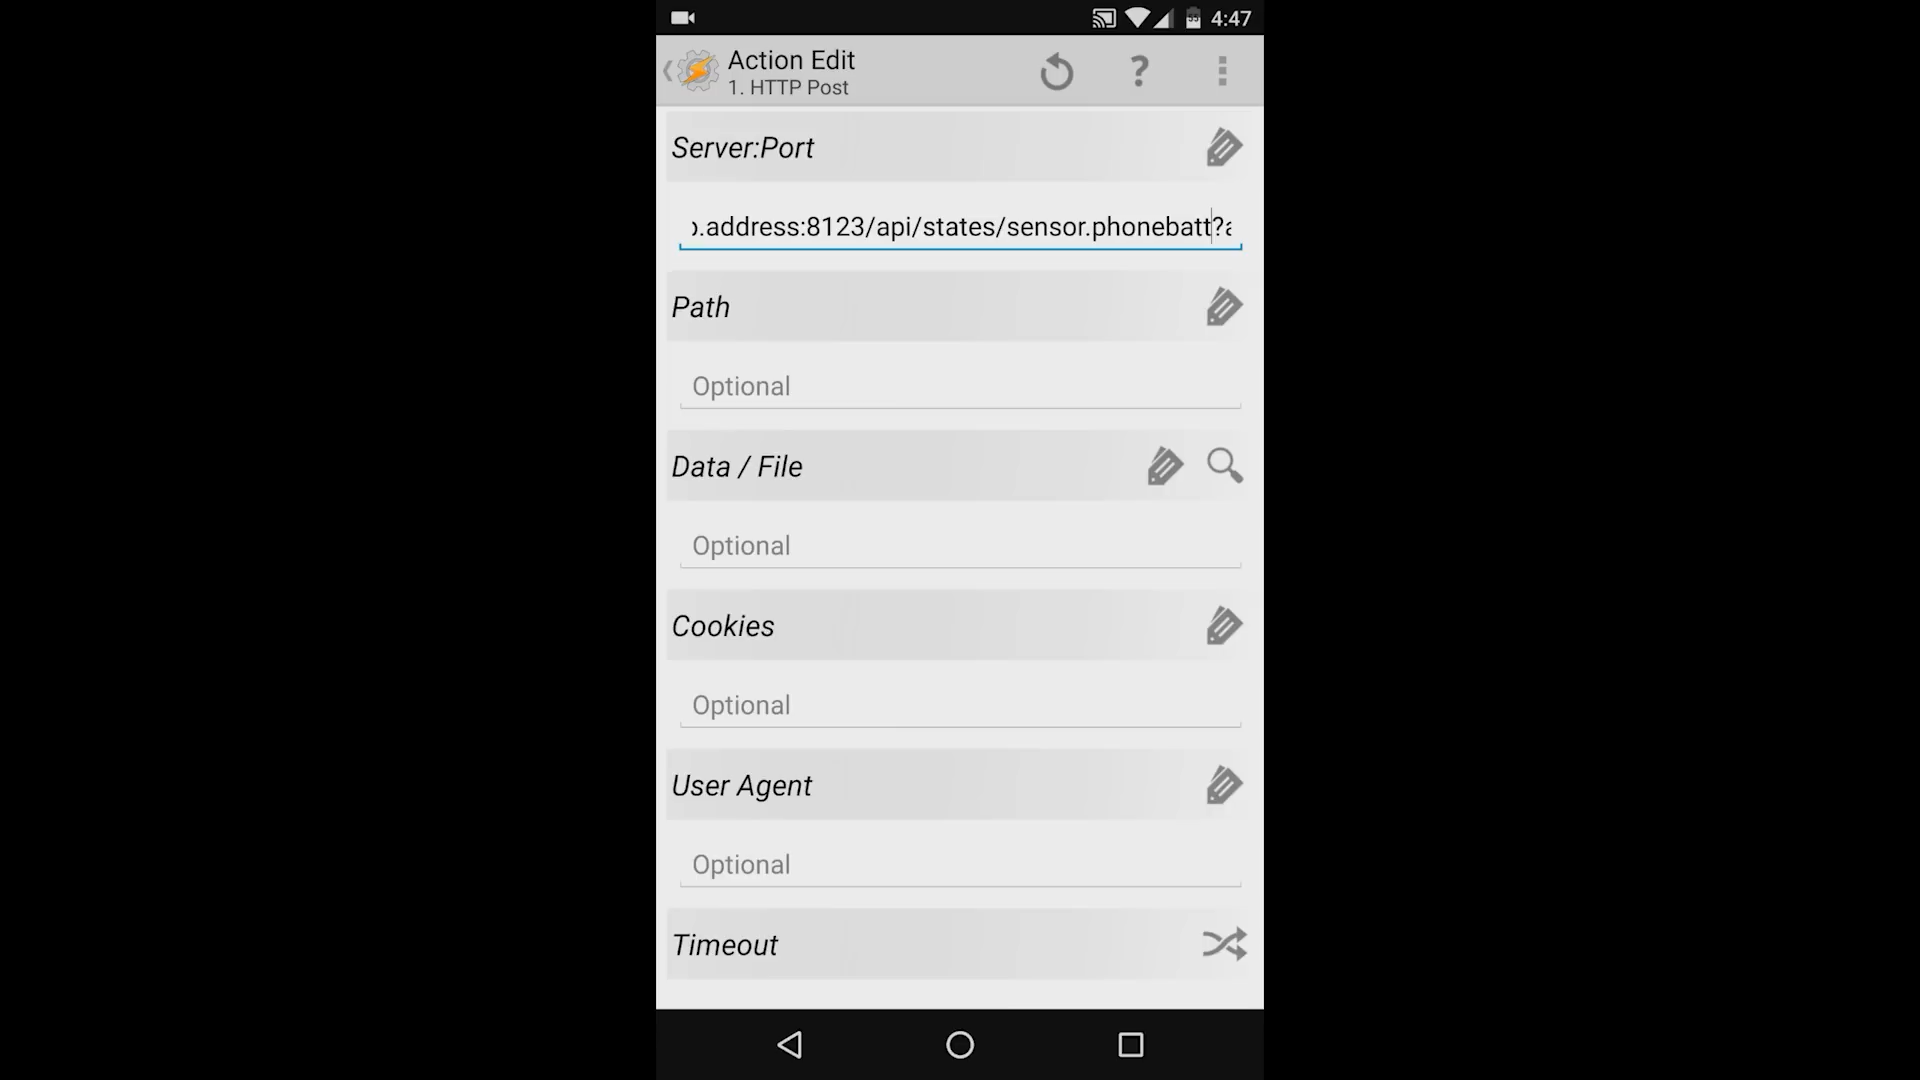 4:47
Action Edit
1. HTTP Post
Server:Port
.address:8123/api/states/sensor.phonebatt?
Path
Optional
Data / File
Optional
Cookies
Optional
User Agent
Optional
Timeout